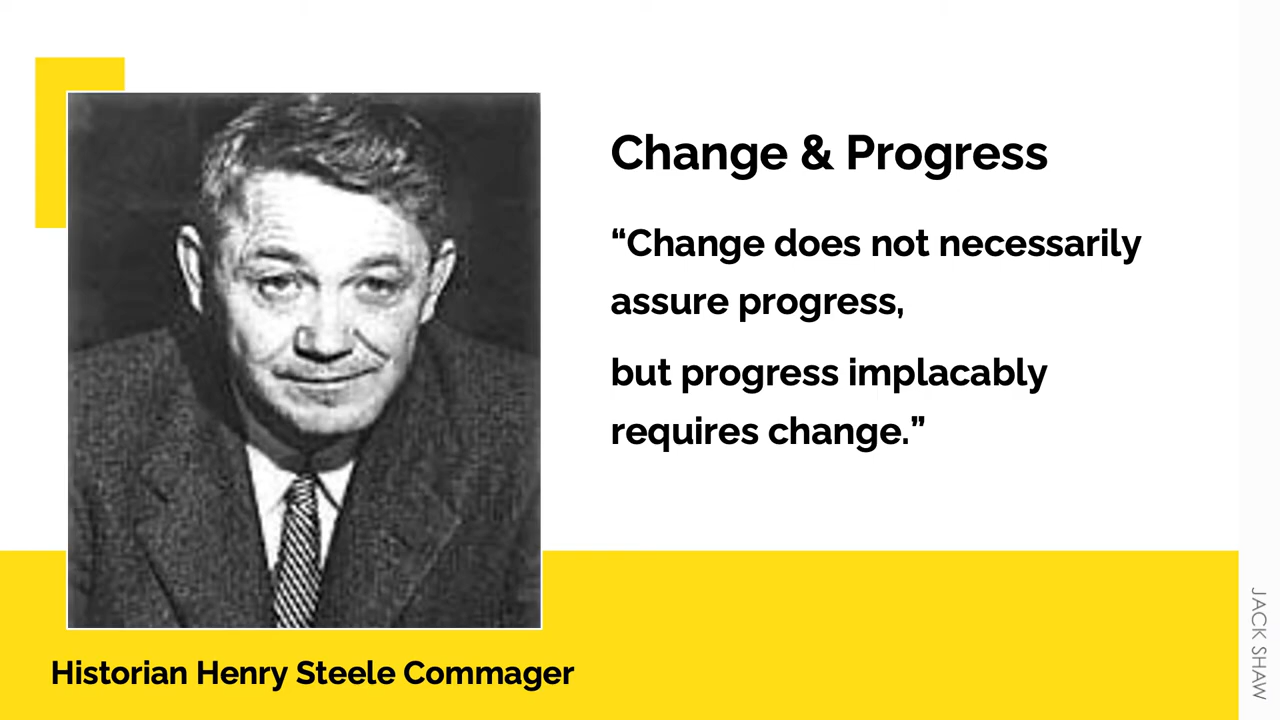 Change & Progress
“Change does not necessarily
assure progress,
but progress implacably
requires change.”
Historian Henry Steele Commager
JACK SHAW